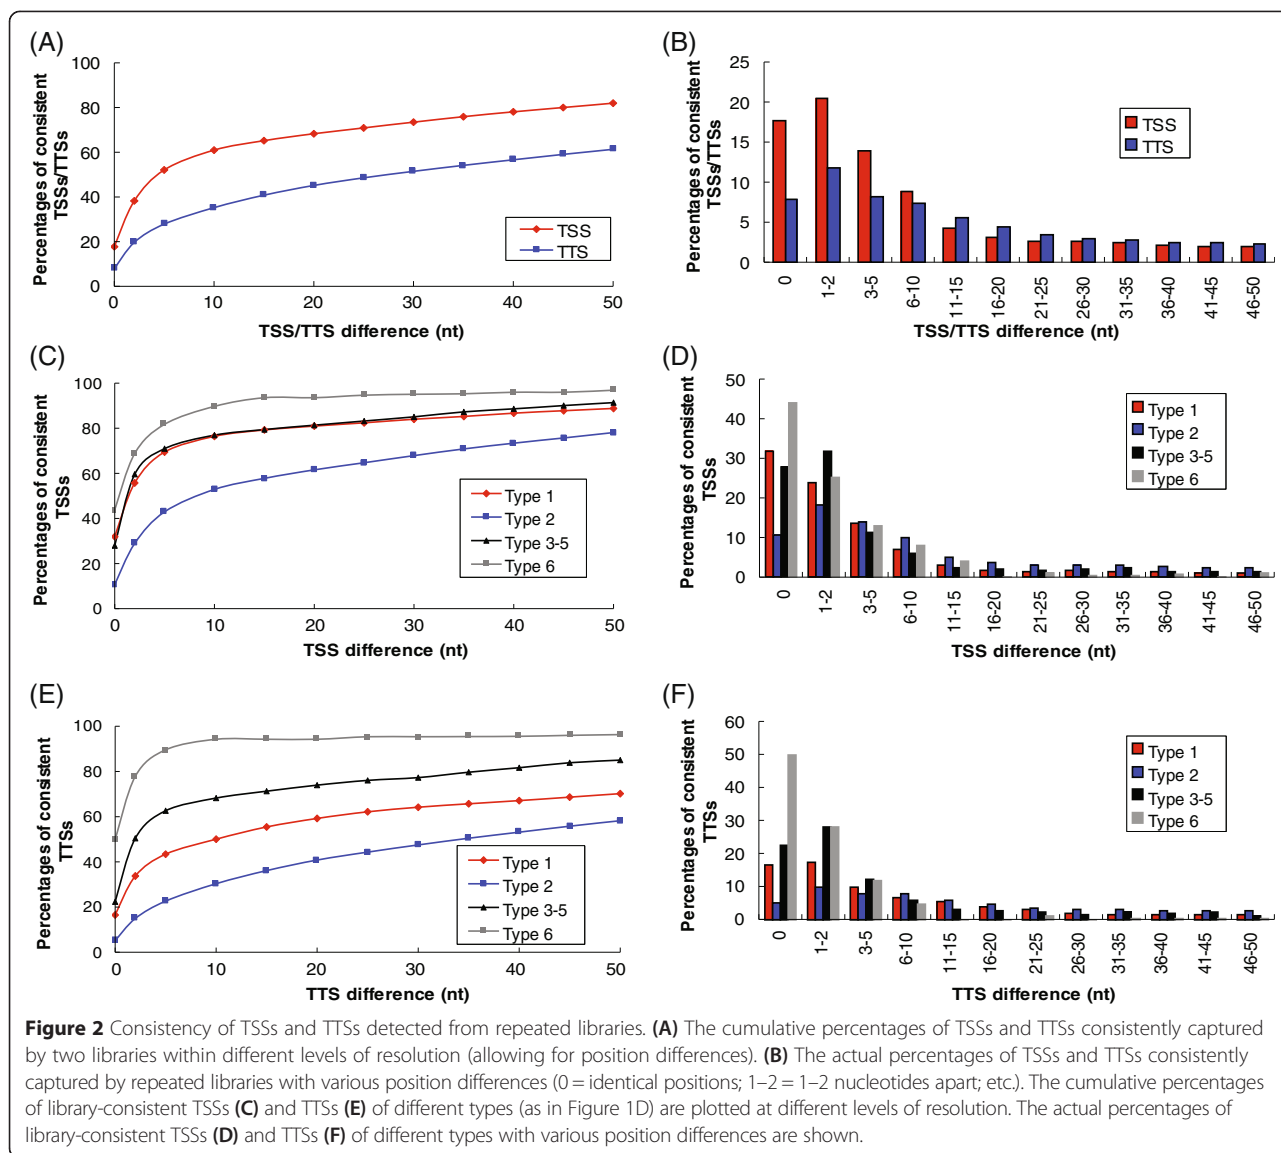 (A)
100
80
60
40
20
0
Percentages of consistent
TSSs/TTSs
TSS
TTS
0 10 20 30 40 50
TSS/TTS difference (nt)
(B)
25
20
15
10
5
0
Percentages of consistent
TSSs/TTSs
TSS
TTS
0 1-2 3-5 6-10 11-15 16-20 21-25 26-30 31-35 36-40 41-45 46-50
TSS/TTS difference (nt)
(C)
100
80
60
40
20
0
Percentages of consistent
TSSs
Type 1
Type 2
Type 3-5
Type 6
0 10 20 30 40 50
TSS difference (nt)
(D)
50
40
30
20
10
0
Percentages of consistent
TSSs
Type 1
Type 2
Type 3-5
Type 6
0 1-2 3-5 6-10 11-15 16-20 21-25 26-30 31-35 36-40 41-45 46-50
TSS difference (nt)
(E)
100
80
60
40
20
0
Percentages of consistent
TTSs
Type 1
Type 2
Type 3-5
Type 6
0 10 20 30 40 50
TTS difference (nt)
(F)
60
50
40
30
20
10
0
Percentages of consistent
TTSs
Type 1
Type 2
Type 3-5
Type 6
0 1-2 3-5 6-10 11-15 16-20 21-25 26-30 31-35 36-40 41-45 46-50
TTS difference (nt)
Figure 2 Consistency of TSSs and TTSs detected from repeated libraries. (A) The cumulative percentages of TSSs and TTSs consistently captured
by two libraries within different levels of resolution (allowing for position differences). (B) The actual percentages of TSSs and TTSs consistently
captured by repeated libraries with various position differences (0 = identical positions; 1–2 = 1–2 nucleotides apart; etc.). The cumulative percentages
of library-consistent TSSs (C) and TTSs (E) of different types (as in Figure 1D) are plotted at different levels of resolution. The actual percentages of
library-consistent TSSs (D) and TTSs (F) of different types with various position differences are shown.